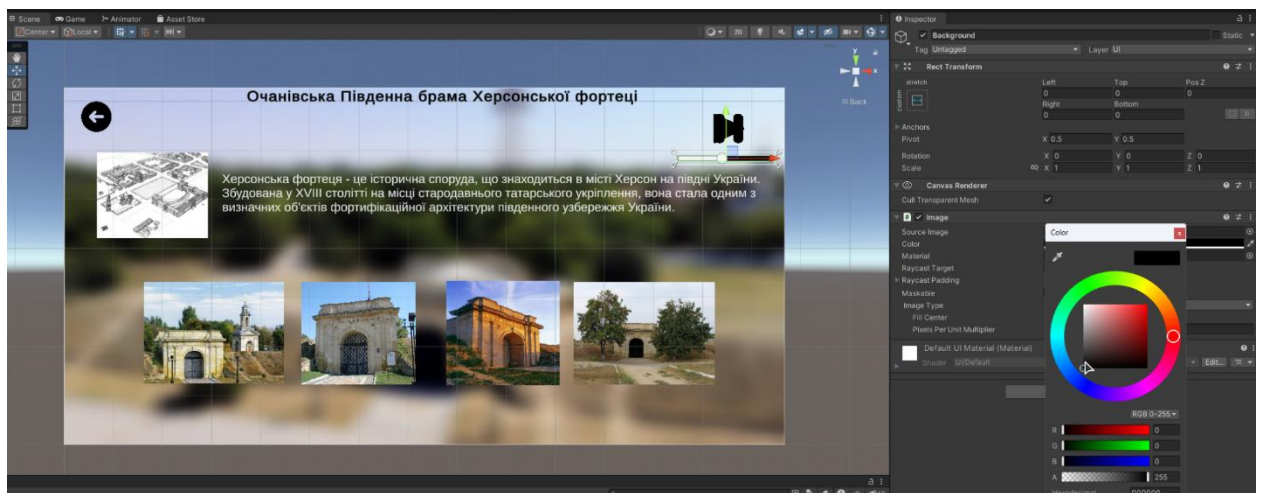 Scene Game Animator Asset Store
Center Local 2D
Back
Очанівська Південна брама Херсонської фортеці
Херсонська фортеця - це історична споруда, що знаходиться в місті Херсон на півдні України.
Збудована у XVIII столітті на місці стародавнього татарського укріплення, вона стала одним з
визначних об'єктів фортифікаційної архітектури південного узбережжя України.
Inspector
Background Static
Tag Untagged Layer UI
Rect Transform
stretch Left Top Pos Z
custom 0 0 0
Right Bottom
0 0
R
Anchors
Pivot X 0.5 Y 0.5
Rotation X 0 Y 0 Z 0
Scale X 1 Y 1 Z 1
Canvas Renderer
Cull Transparent Mesh
Image
Source Image
Color
Material
Raycast Target
Raycast Padding
Maskable
Image Type
Fill Center
Pixels Per Unit Multiplier
Default UI Material (Material)
Shader UI/Default Edit...
Color
RGB 0-255
R 0
G 0
B 0
A 255
Hexadecimal 000000